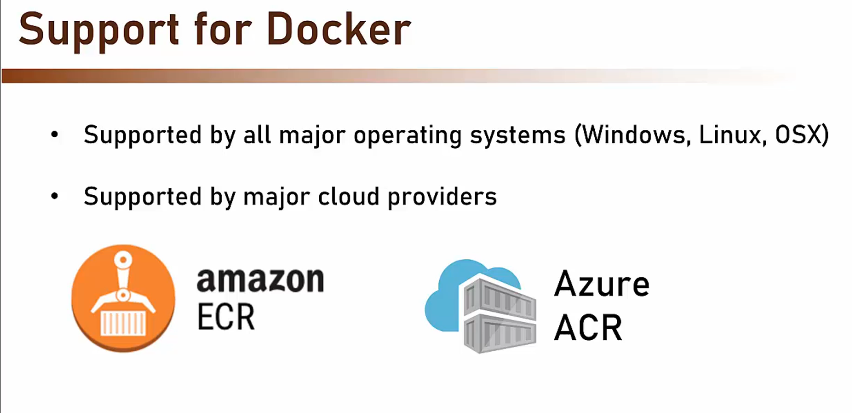 Support for Docker
• Supported by all major operating systems (Windows, Linux, OSX)
• Supported by major cloud providers
amazon
ECR
Azure
ACR